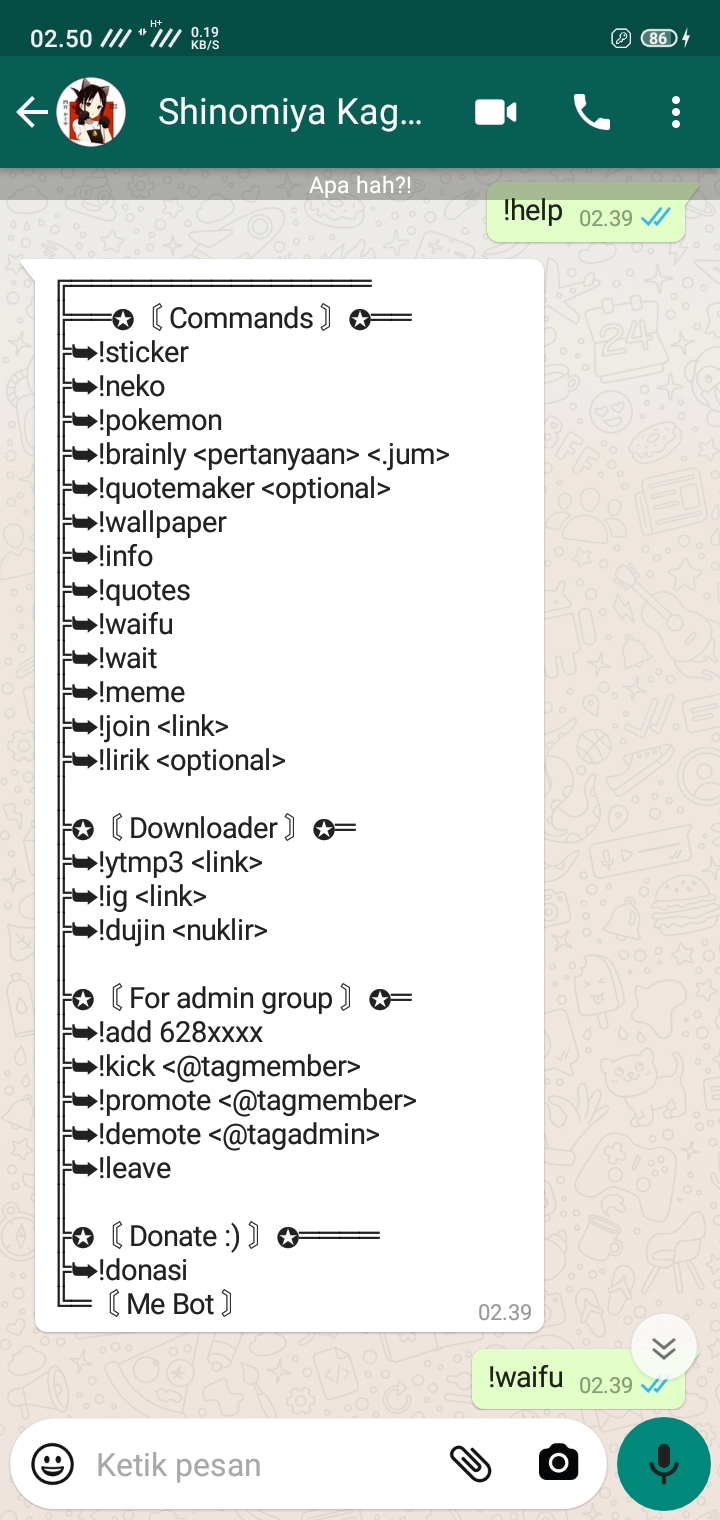 02.50 H+ 0.19 KB/S 86
Shinomiya Kag...
Apa hah?!
!help 02.39
╔══════════════════
╠═══✪〘 Commands 〙✪══
╠➥!sticker
╠➥!neko
╠➥!pokemon
╠➥!brainly <pertanyaan> <.jum>
╠➥!quotemaker <optional>
╠➥!wallpaper
╠➥!info
╠➥!quotes
╠➥!waifu
╠➥!wait
╠➥!meme
╠➥!join <link>
╠➥!lirik <optional>
╠✪〘 Downloader 〙✪═
╠➥!ytmp3 <link>
╠➥!ig <link>
╠➥!dujin <nuklir>
╠✪〘 For admin group 〙✪═
╠➥!add 628xxxx
╠➥!kick <@tagmember>
╠➥!promote <@tagmember>
╠➥!demote <@tagadmin>
╠➥!leave
╠✪〘 Donate :) 〙✪═════
╠➥!donasi
╚═〘 Me Bot 〙 02.39
!waifu 02.39
Ketik pesan